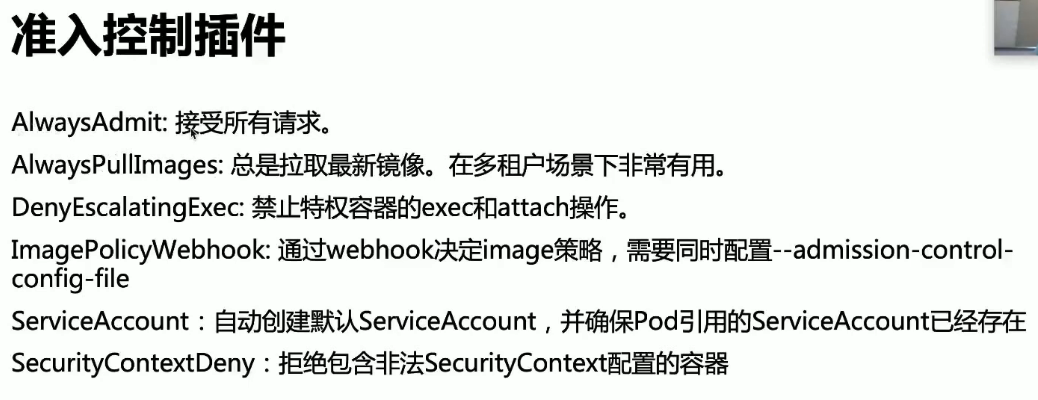 准入控制插件
AlwaysAdmit: 接受所有请求。
AlwaysPullImages: 总是拉取最新镜像。在多租户场景下非常有用。
DenyEscalatingExec: 禁止特权容器的exec和attach操作。
ImagePolicyWebhook: 通过webhook决定image策略，需要同时配置--admission-control-
config-file
ServiceAccount：自动创建默认ServiceAccount，并确保Pod引用的ServiceAccount已经存在
SecurityContextDeny：拒绝包含非法SecurityContext配置的容器